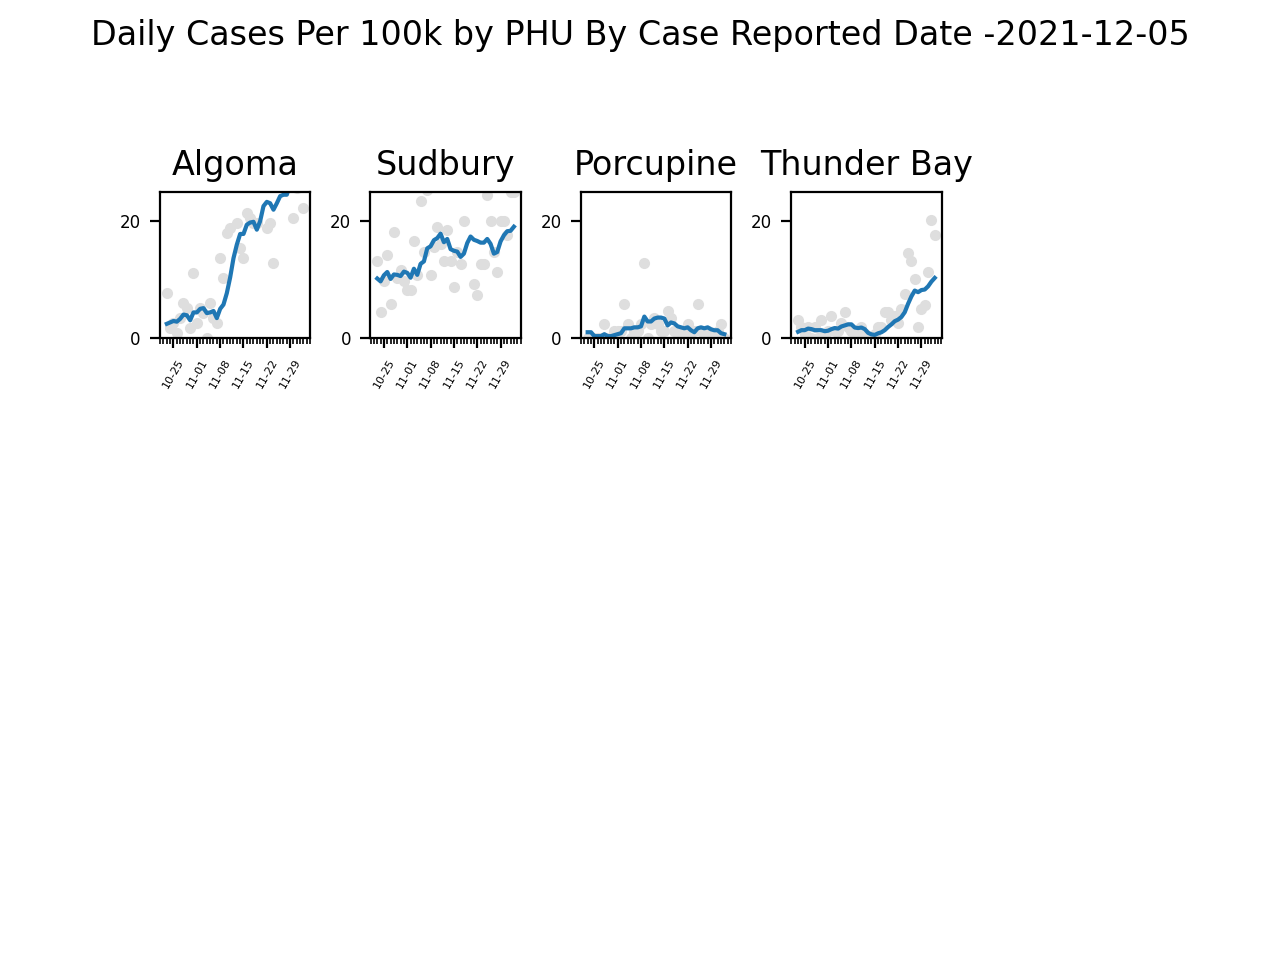 Daily Cases Per 100k by PHU By Case Reported Date -2021-12-05
Algoma Sudbury Porcupine Thunder Bay
20 20 20 20
0 0 0 0
10-25 11-01 11-08 11-15 11-22 11-29 10-25 11-01 11-08 11-15 11-22 11-29 10-25 11-01 11-08 11-15 11-22 11-29 10-25 11-01 11-08 11-15 11-22 11-29